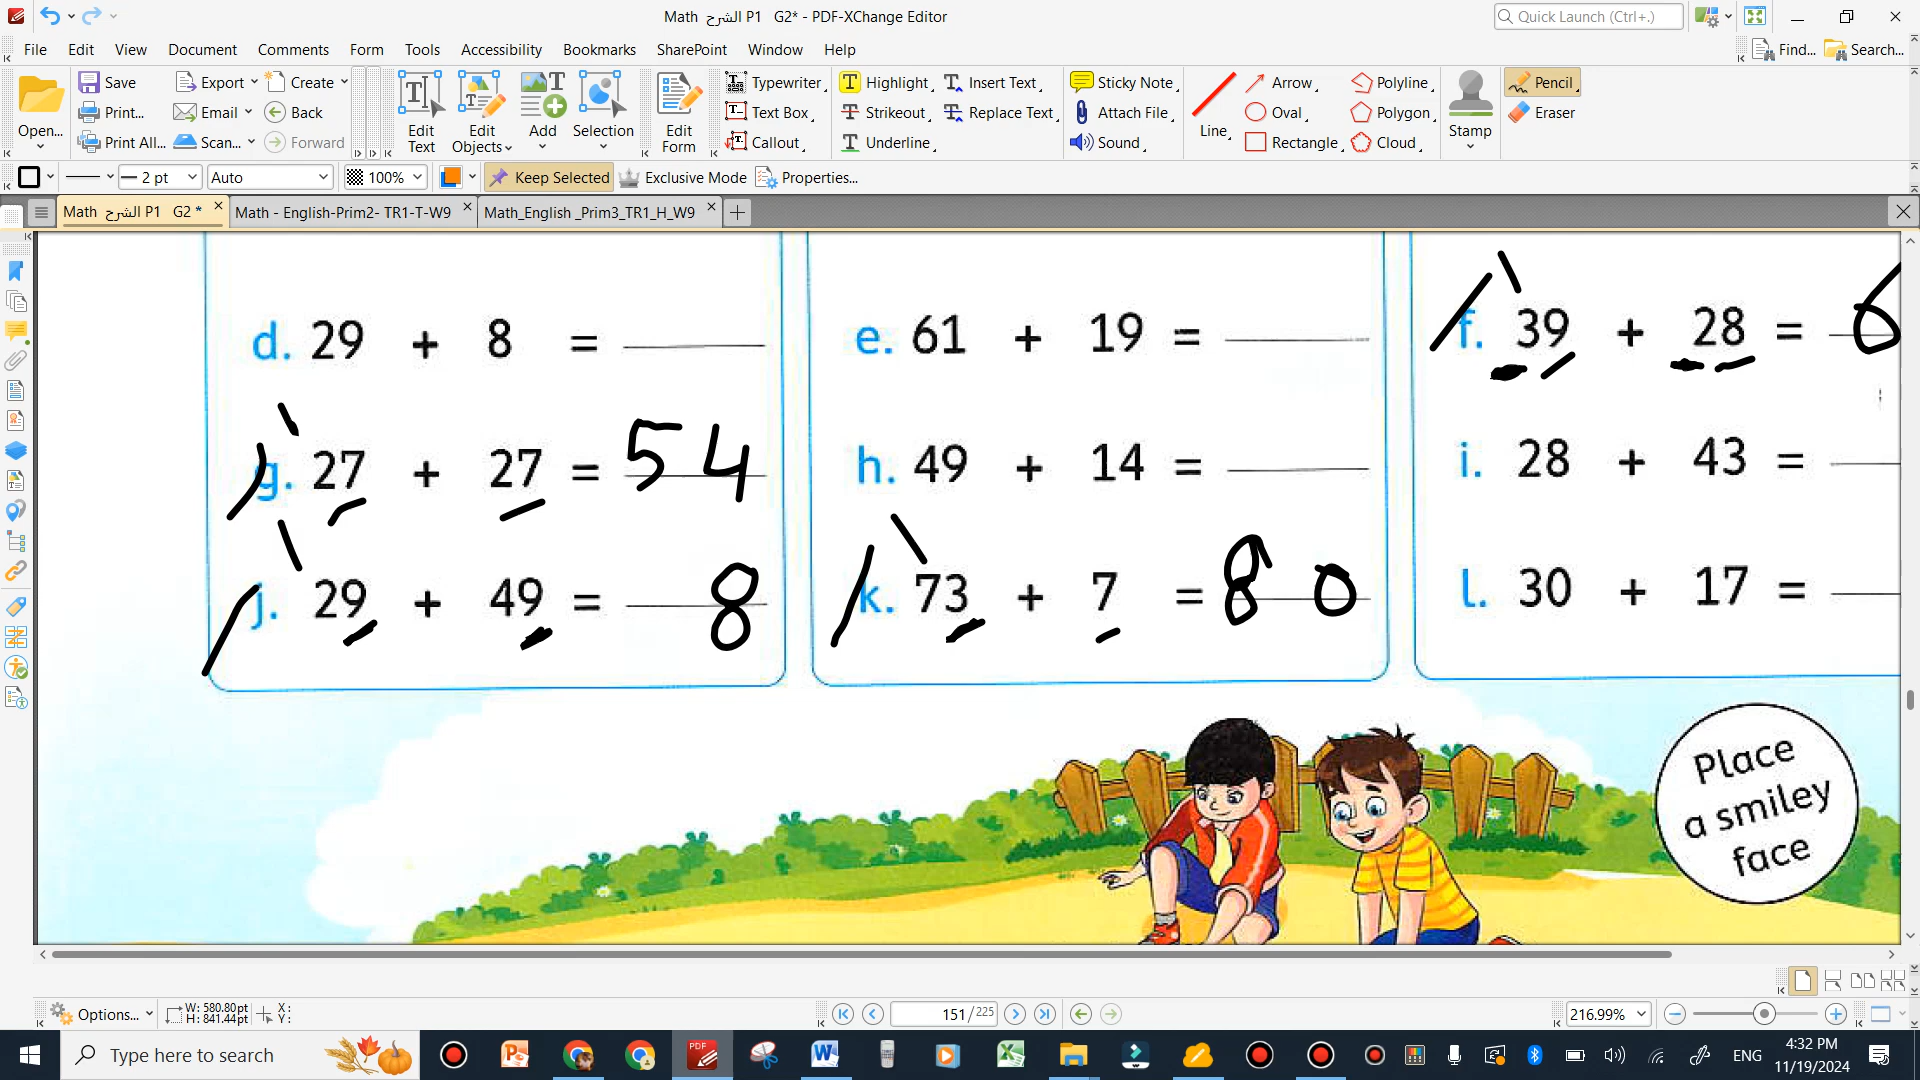 Math الشرح P1 G2* - PDF-XChange Editor
Quick Launch (Ctrl+.)
File Edit View Document Comments Form Tools Accessibility Bookmarks SharePoint Window Help
Find... Search...
Open... Save Print... Print All... Export Email Scan... Create Back Forward
Edit Text Edit Objects Add Selection Edit Form
Typewriter Text Box Callout Highlight Strikeout Underline Insert Text Replace Text
Sticky Note Attach File Sound Line Arrow Oval Rectangle Polyline Polygon Cloud Stamp Pencil Eraser
2 pt Auto 100% Keep Selected Exclusive Mode Properties...
Math الشرح P1 G2 * Math - English-Prim2- TR1-T-W9 Math_English _Prim3_TR1_H_W9
d. 29 + 8 =
e. 61 + 19 =
f. 39 + 28 = 6
g. 27 + 27 = 54
h. 49 + 14 =
i. 28 + 43 =
j. 29 + 49 = 8
k. 73 + 7 = 80
l. 30 + 17 =
Place
a smiley
face
Options... W: 580.80pt H: 841.44pt X: Y: 151 / 225 216.99%
Type here to search
PDF
ENG 4:32 PM
11/19/2024